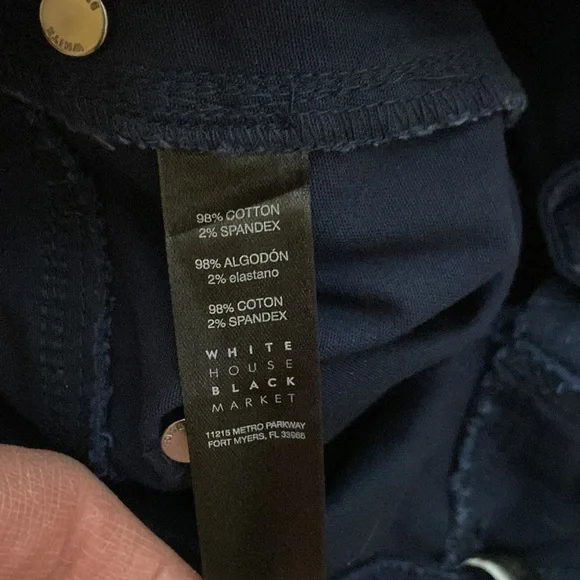 98% COTTON
2% SPANDEX
98% ALGODÓN
2% elastano
98% COTON
2% SPANDEX
WHITE
HOUSE
BLACK
MARKET
11215 METRO PARKWAY
FORT MYERS, FL 33966